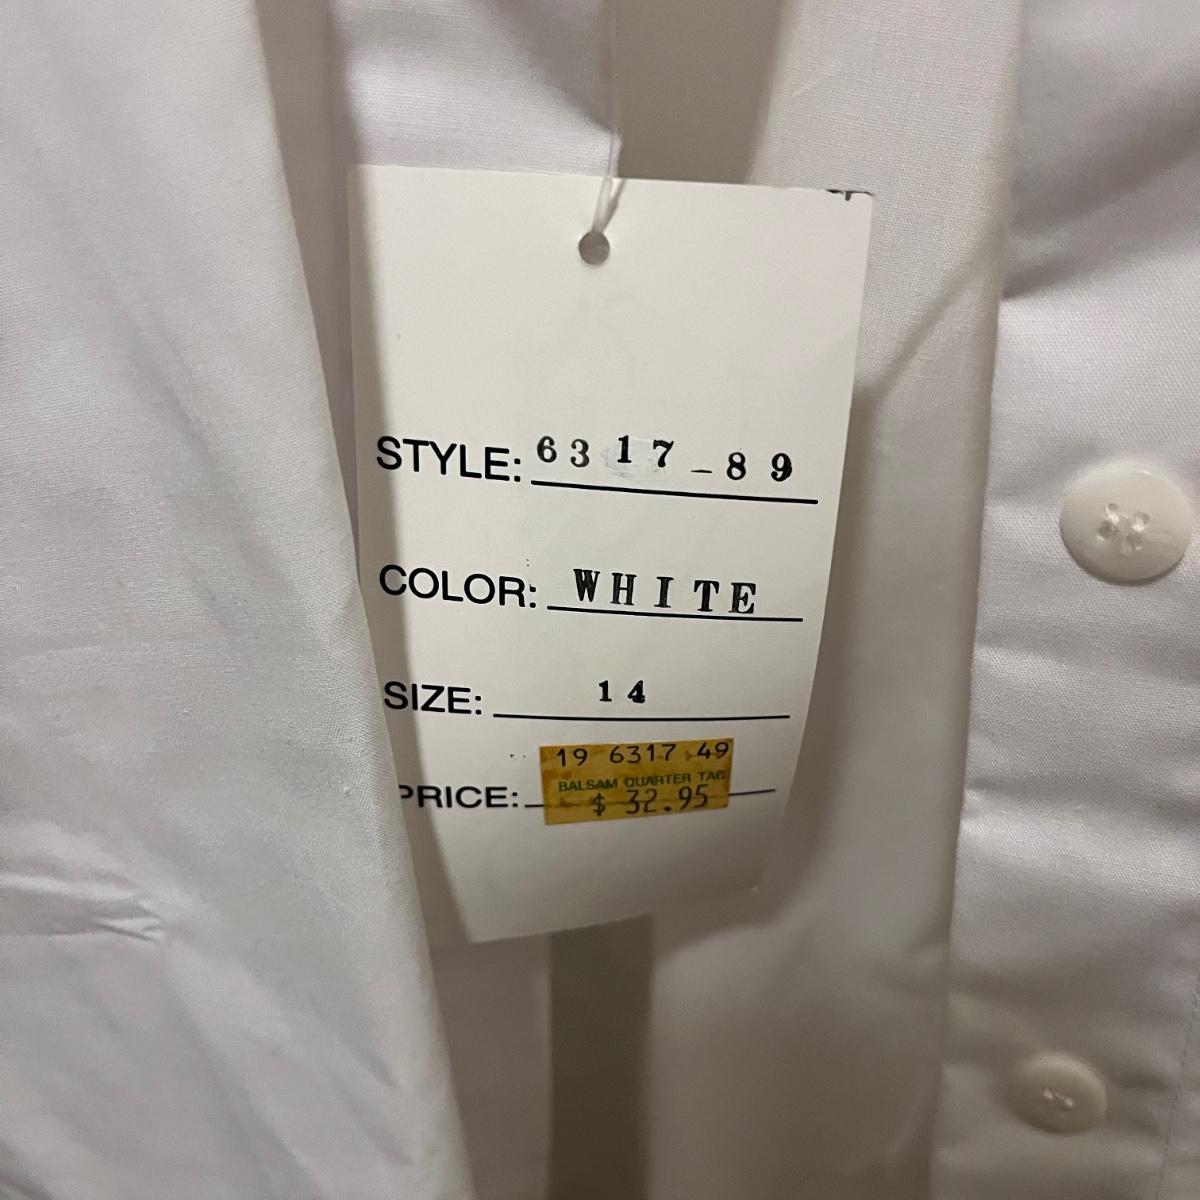 STYLE: 6317-89
COLOR: WHITE
SIZE: 14
19 6317 49
BALSAM QUARTER TAG
PRICE: $ 32.95